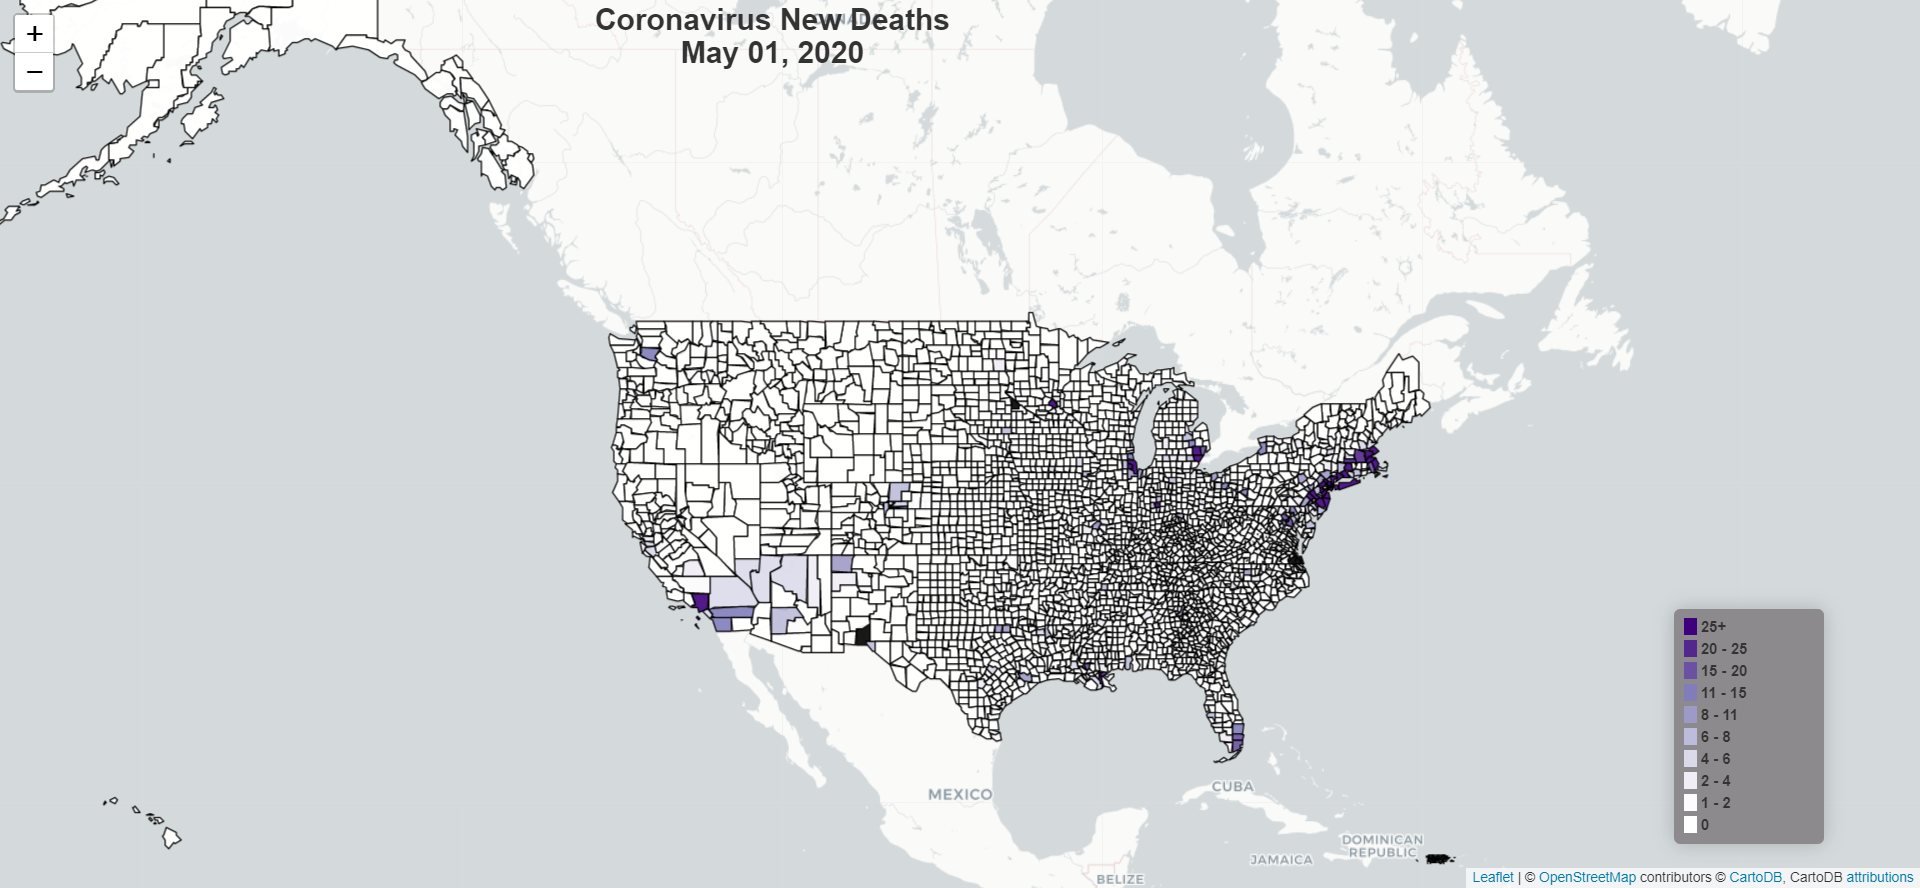 +
−
CANADA
Coronavirus New Deaths
May 01, 2020
25+
20 - 25
15 - 20
11 - 15
8 - 11
6 - 8
4 - 6
2 - 4
1 - 2
0
MEXICO
CUBA
DOMINICAN
REPUBLIC
JAMAICA
BELIZE
Leaflet | © OpenStreetMap contributors © CartoDB, CartoDB attributions